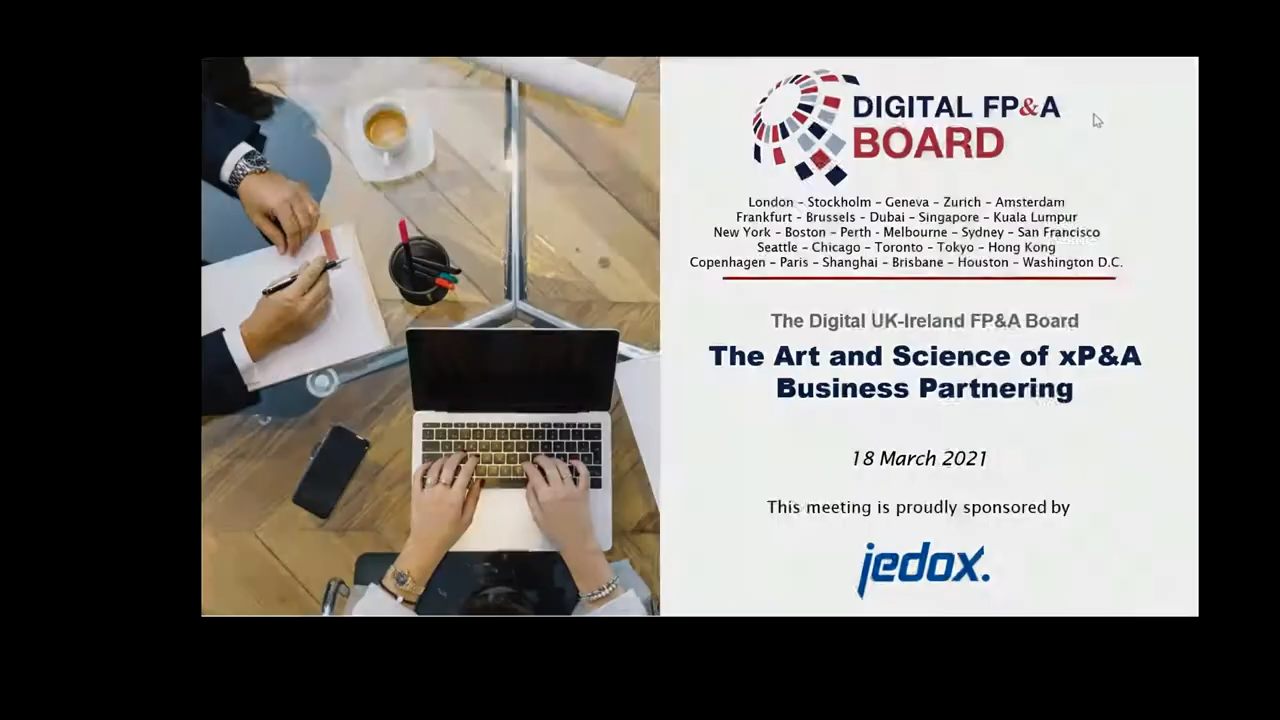 DIGITAL FP&A
BOARD
London - Stockholm - Geneva - Zurich - Amsterdam
Frankfurt - Brussels - Dubai - Singapore - Kuala Lumpur
New York - Boston - Perth - Melbourne - Sydney - San Francisco
Seattle - Chicago - Toronto - Tokyo - Hong Kong
Copenhagen - Paris - Shanghai - Brisbane - Houston - Washington D.C.
The Digital UK-Ireland FP&A Board
The Art and Science of xP&A
Business Partnering
18 March 2021
This meeting is proudly sponsored by
jedox.